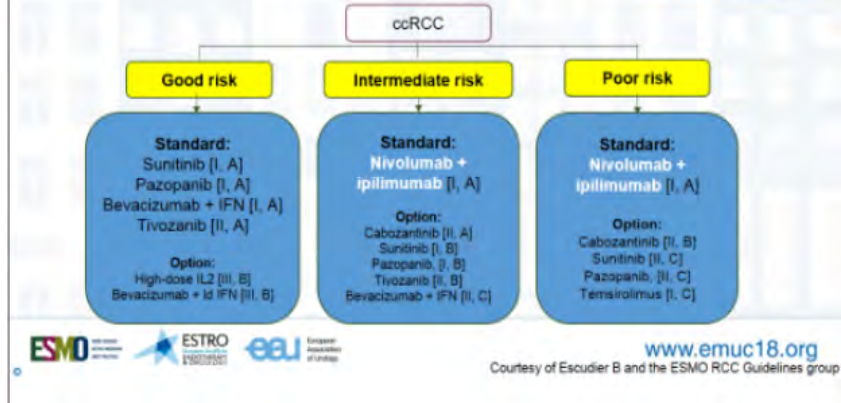 ccRCC
Good risk
Intermediate risk
Poor risk
Standard:
Sunitinib [I, A]
Pazopanib [I, A]
Bevacizumab + IFN [I, A]
Tivozanib [II, A]
Option:
High-dose IL2 [III, B]
Bevacizumab + ld IFN [III, B]
Standard:
Nivolumab +
ipilimumab [I, A]
Option:
Cabozantinib [II, A]
Sunitinib [I, B]
Pazopanib, [I, B]
Tivozanib [II, B]
Bevacizumab + IFN [II, C]
Standard:
Nivolumab +
ipilimumab [I, A]
Option:
Cabozantinib [II, B]
Sunitinib [II, C]
Pazopanib, [II, C]
Temsirolimus [I, C]
ESMO
ESTRO
eau
European
Association
of Urology
www.emuc18.org
Courtesy of Escudier B and the ESMO RCC Guidelines group
©